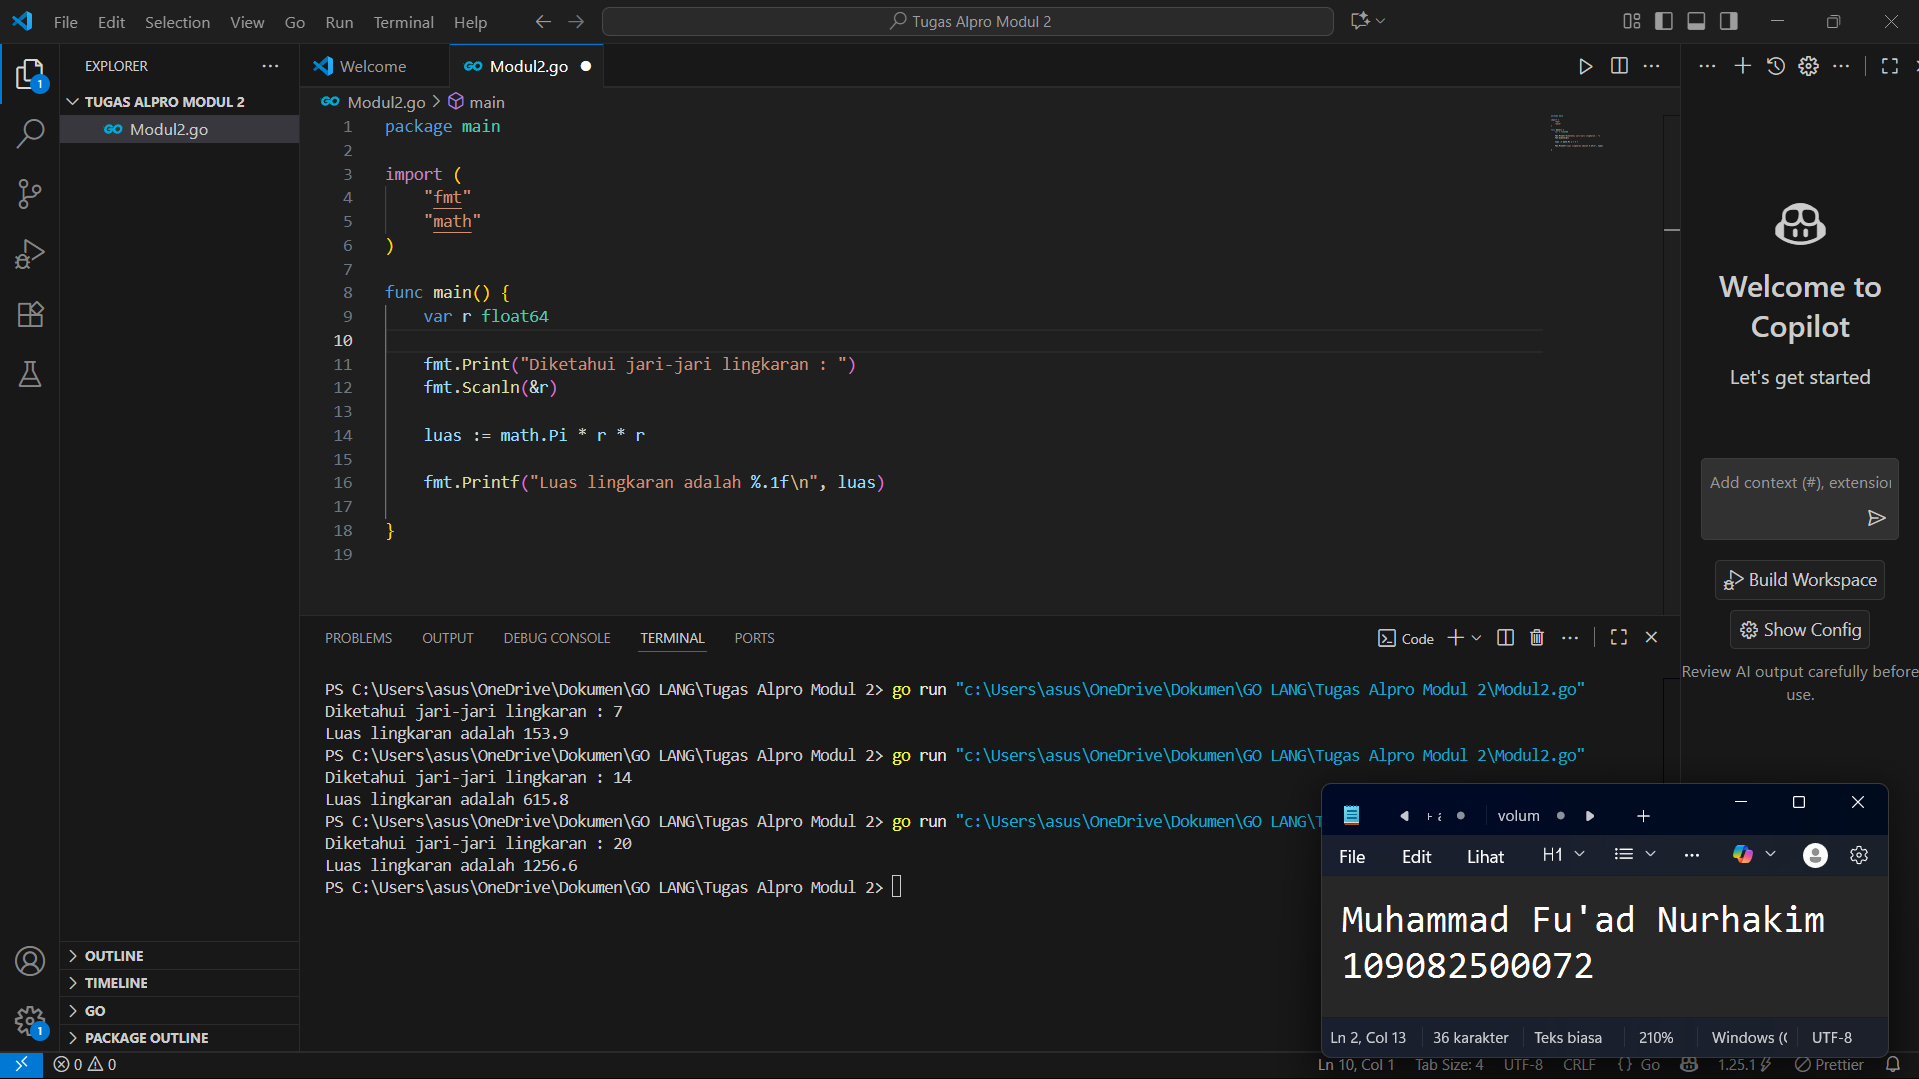 File Edit Selection View Go Run Terminal Help
Tugas Alpro Modul 2
EXPLORER
TUGAS ALPRO MODUL 2
Modul2.go
OUTLINE
TIMELINE
GO
PACKAGE OUTLINE
Welcome
Modul2.go
Modul2.go > main
1 package main
2
3 import (
4 "fmt"
5 "math"
6 )
7
8 func main() {
9 var r float64
10
11 fmt.Print("Diketahui jari-jari lingkaran : ")
12 fmt.Scanln(&r)
13
14 luas := math.Pi * r * r
15
16 fmt.Printf("Luas lingkaran adalah %.1f\n", luas)
17
18 }
19
PROBLEMS OUTPUT DEBUG CONSOLE TERMINAL PORTS
Code
PS C:\Users\asus\OneDrive\Dokumen\GO LANG\Tugas Alpro Modul 2> go run "c:\Users\asus\OneDrive\Dokumen\GO LANG\Tugas Alpro Modul 2\Modul2.go"
Diketahui jari-jari lingkaran : 7
Luas lingkaran adalah 153.9
PS C:\Users\asus\OneDrive\Dokumen\GO LANG\Tugas Alpro Modul 2> go run "c:\Users\asus\OneDrive\Dokumen\GO LANG\Tugas Alpro Modul 2\Modul2.go"
Diketahui jari-jari lingkaran : 14
Luas lingkaran adalah 615.8
PS C:\Users\asus\OneDrive\Dokumen\GO LANG\Tugas Alpro Modul 2> go run "c:\Users\asus\OneDrive\Dokumen\GO LANG\
Diketahui jari-jari lingkaran : 20
Luas lingkaran adalah 1256.6
PS C:\Users\asus\OneDrive\Dokumen\GO LANG\Tugas Alpro Modul 2>
Welcome to
Copilot
Let's get started
Add context (#), extension
Build Workspace
Show Config
Review AI output carefully before
use.
volum
File Edit Lihat H1
Muhammad Fu'ad Nurhakim
109082500072
Ln 2, Col 13 36 karakter Teks biasa 210% Windows ( UTF-8
0 0
Ln 10, Col 1 Tab Size: 4 UTF-8 CRLF {} Go 1.25.1 Prettier